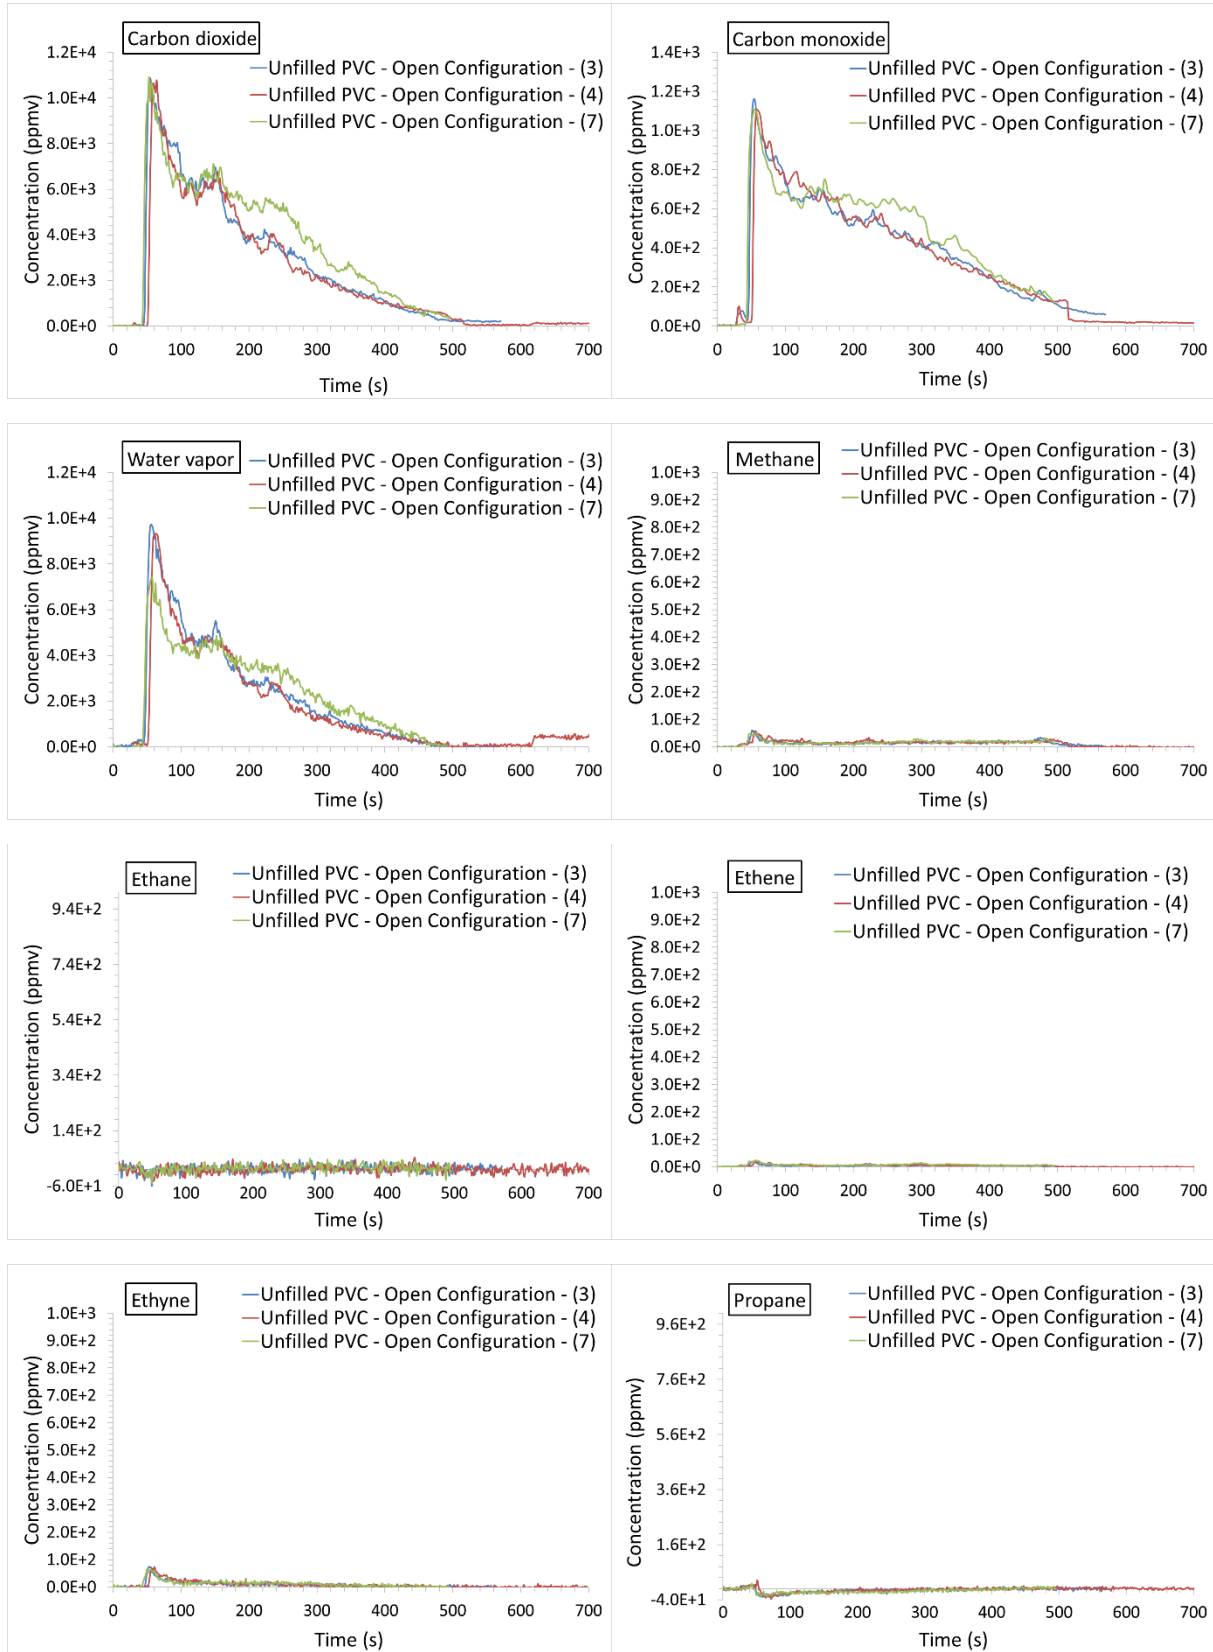 Carbon dioxide
Unfilled PVC - Open Configuration - (3)
Unfilled PVC - Open Configuration - (4)
Unfilled PVC - Open Configuration - (7)
Concentration (ppmv)
1.2E+4
1.0E+4
8.0E+3
6.0E+3
4.0E+3
2.0E+3
0.0E+0
0 100 200 300 400 500 600 700
Time (s)
Carbon monoxide
Unfilled PVC - Open Configuration - (3)
Unfilled PVC - Open Configuration - (4)
Unfilled PVC - Open Configuration - (7)
Concentration (ppmv)
1.4E+3
1.2E+3
1.0E+3
8.0E+2
6.0E+2
4.0E+2
2.0E+2
0.0E+0
0 100 200 300 400 500 600 700
Time (s)
Water vapor
Unfilled PVC - Open Configuration - (3)
Unfilled PVC - Open Configuration - (4)
Unfilled PVC - Open Configuration - (7)
Concentration (ppmv)
1.2E+4
1.0E+4
8.0E+3
6.0E+3
4.0E+3
2.0E+3
0.0E+0
0 100 200 300 400 500 600 700
Time (s)
Methane
Unfilled PVC - Open Configuration - (3)
Unfilled PVC - Open Configuration - (4)
Unfilled PVC - Open Configuration - (7)
Concentration (ppmv)
1.0E+3
9.0E+2
8.0E+2
7.0E+2
6.0E+2
5.0E+2
4.0E+2
3.0E+2
2.0E+2
1.0E+2
0.0E+0
0 100 200 300 400 500 600 700
Time (s)
Ethane
Unfilled PVC - Open Configuration - (3)
Unfilled PVC - Open Configuration - (4)
Unfilled PVC - Open Configuration - (7)
Concentration (ppmv)
9.4E+2
7.4E+2
5.4E+2
3.4E+2
1.4E+2
-6.0E+1
0 100 200 300 400 500 600 700
Time (s)
Ethene
Unfilled PVC - Open Configuration - (3)
Unfilled PVC - Open Configuration - (4)
Unfilled PVC - Open Configuration - (7)
Concentration (ppmv)
1.0E+3
9.0E+2
8.0E+2
7.0E+2
6.0E+2
5.0E+2
4.0E+2
3.0E+2
2.0E+2
1.0E+2
0.0E+0
0 100 200 300 400 500 600 700
Time (s)
Ethyne
Unfilled PVC - Open Configuration - (3)
Unfilled PVC - Open Configuration - (4)
Unfilled PVC - Open Configuration - (7)
Concentration (ppmv)
1.0E+3
9.0E+2
8.0E+2
7.0E+2
6.0E+2
5.0E+2
4.0E+2
3.0E+2
2.0E+2
1.0E+2
0.0E+0
0 100 200 300 400 500 600 700
Time (s)
Propane
Unfilled PVC - Open Configuration - (3)
Unfilled PVC - Open Configuration - (4)
Unfilled PVC - Open Configuration - (7)
Concentration (ppmv)
9.6E+2
7.6E+2
5.6E+2
3.6E+2
1.6E+2
-4.0E+1
0 100 200 300 400 500 600 700
Time (s)